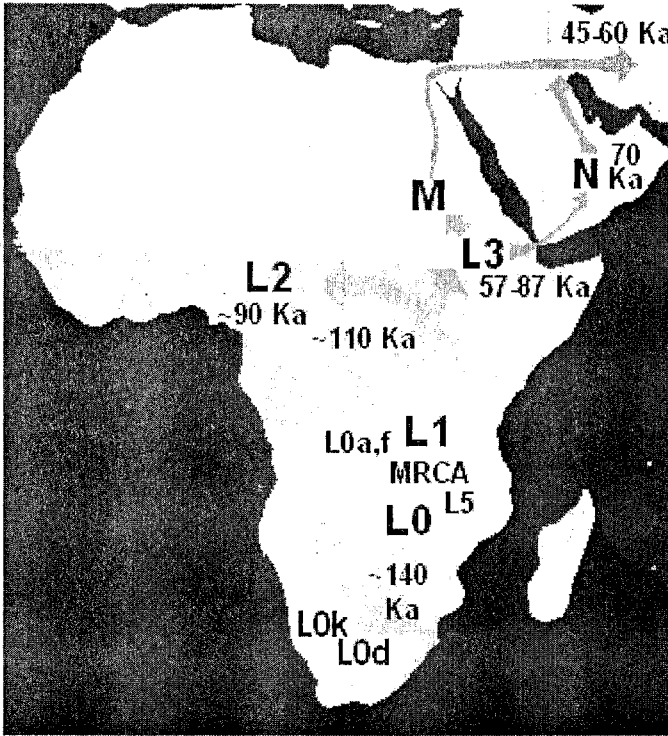 45-60 Ka
70
Ka
N
M
L3
57-87 Ka
L2
~90 Ka
~110 Ka
L0a,f L1
MRCA
L5
L0
~140
Ka
L0k
L0d